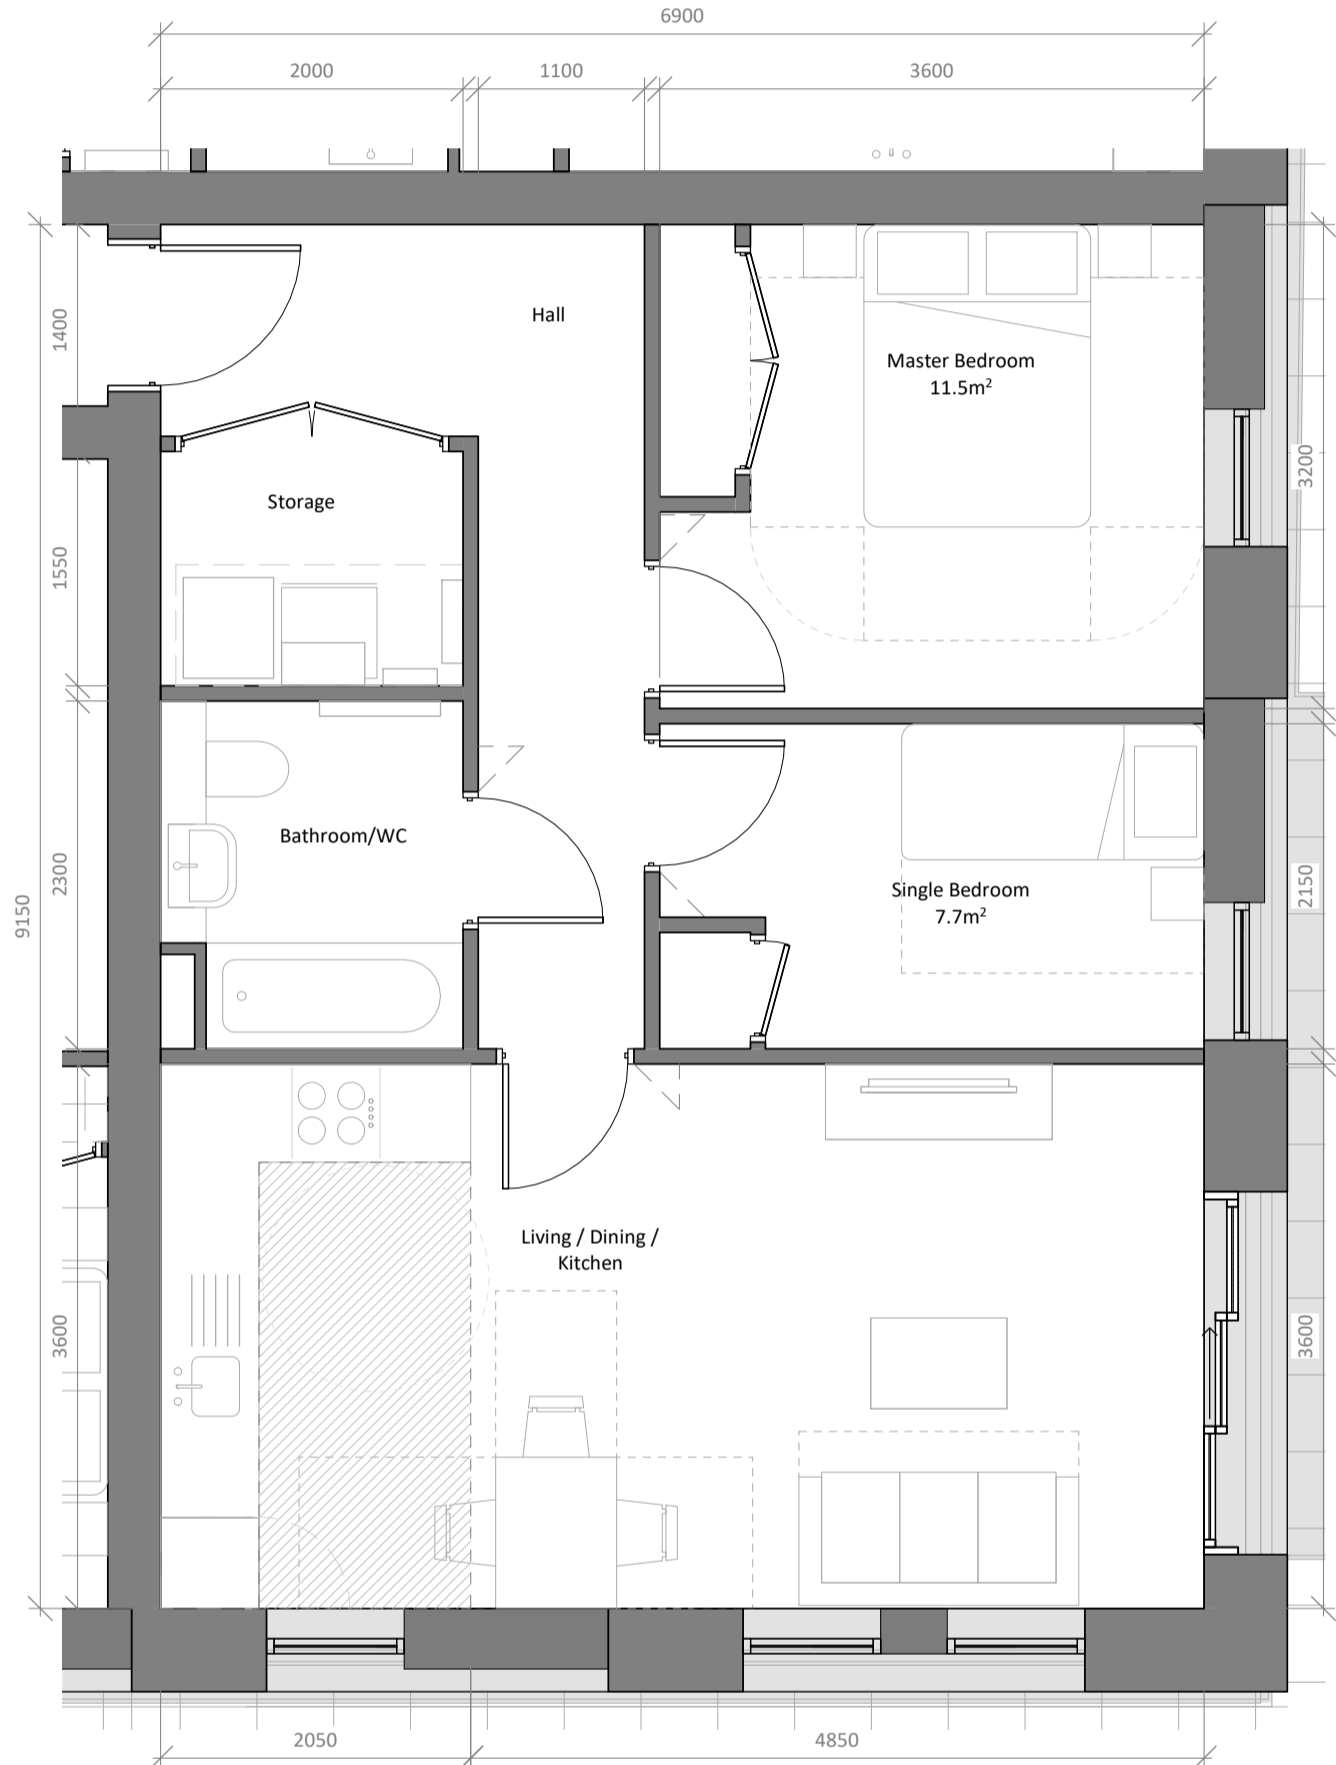 6900
2000
1100
3600
Hall
1400
Master Bedroom
11.5m²
3200
Storage
1550
Bathroom/WC
2300
Single Bedroom
7.7m²
2150
9150
Living / Dining /
Kitchen
3600
3600
2050
4850